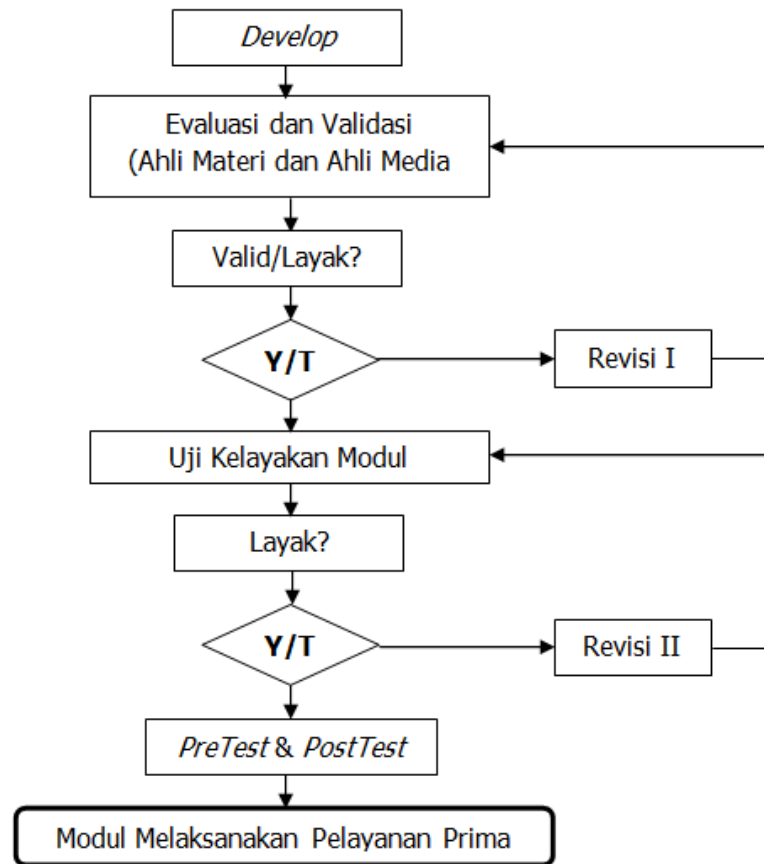 Develop
Evaluasi dan Validasi
(Ahli Materi dan Ahli Media
Valid/Layak?
Y/T
Revisi I
Uji Kelayakan Modul
Layak?
Y/T
Revisi II
PreTest & PostTest
Modul Melaksanakan Pelayanan Prima